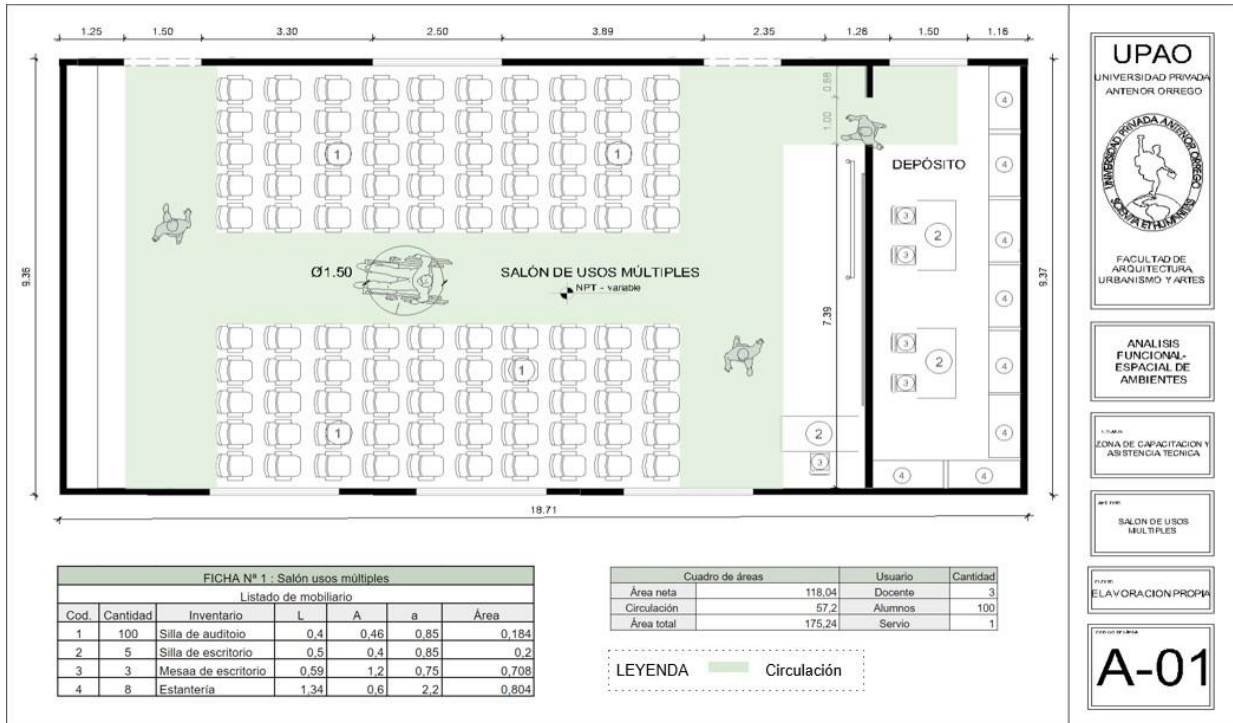 1.25 1.50 3.30 2.50 3.89 2.35 1.26 1.50 1.16
0.68
1.00
4
4
4
4
4
4
4
4
1 1
1
1
DEPÓSITO
3 2
3
3 2
3
2
3
Ø1.50 SALÓN DE USOS MÚLTIPLES
NPT - variable
7.39
9.36
9.37
18.71
FICHA Nª 1 : Salón usos múltiples
Listado de mobiliario
Cod. Cantidad Inventario L A a Área
1 100 Silla de auditoio 0,4 0,46 0,85 0,184
2 5 Silla de escritorio 0,5 0,4 0,85 0,2
3 3 Mesaa de escritorio 0,59 1,2 0,75 0,708
4 8 Estantería 1,34 0,6 2,2 0,804
Cuadro de áreas Usuario Cantidad
Área neta 118,04 Docente 3
Circulación 57,2 Alumnos 100
Área total 175,24 Servio 1
LEYENDA Circulación
UPAO
UNIVERSIDAD PRIVADA
ANTENOR ORREGO
UNIVERSIDAD PRIVADA ANTENOR ORREGO
SCIENTIA ET HUMANITAS
FACULTAD DE
ARQUITECTURA,
URBANISMO Y ARTES
ANALISIS
FUNCIONAL-
ESPACIAL DE
AMBIENTES
ZONA DE CAPACITACION Y
ASISTENCIA TECNICA
SALON DE USOS
MULTIPLES
ELAVORACION PROPIA
A-01